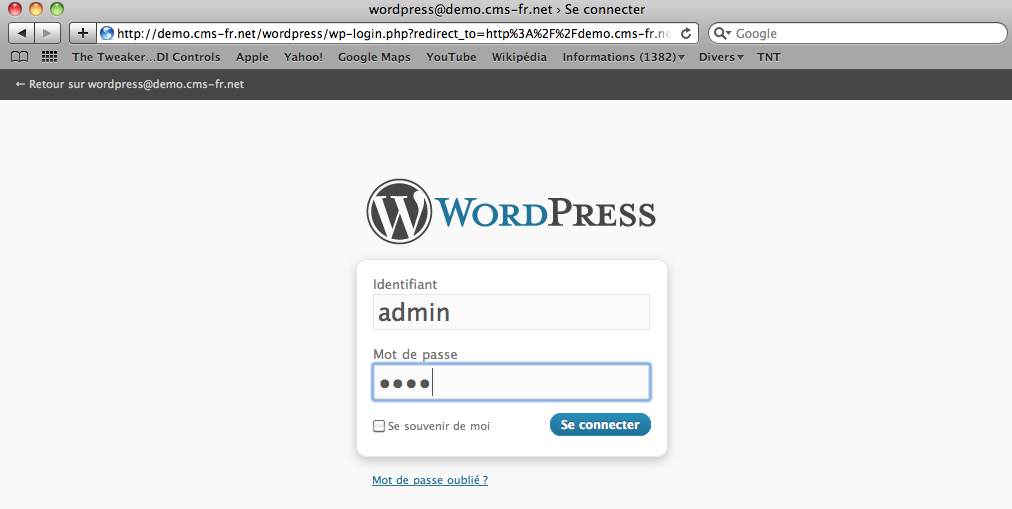 wordpress@demo.cms-fr.net › Se connecter
http://demo.cms-fr.net/wordpress/wp-login.php?redirect_to=http%3A%2F%2Fdemo.cms-fr.ne
Google
The Tweaker...DI Controls Apple Yahoo! Google Maps YouTube Wikipédia Informations (1382) Divers TNT
← Retour sur wordpress@demo.cms-fr.net
WORDPRESS
Identifiant
admin
Mot de passe
••••
Se souvenir de moi
Se connecter
Mot de passe oublié ?